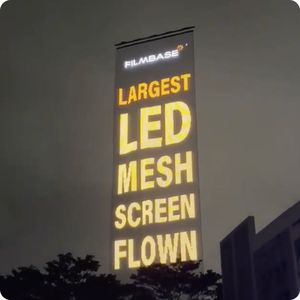 FILMBASE
LARGEST
LED
MESH
SCREEN
FLOWN